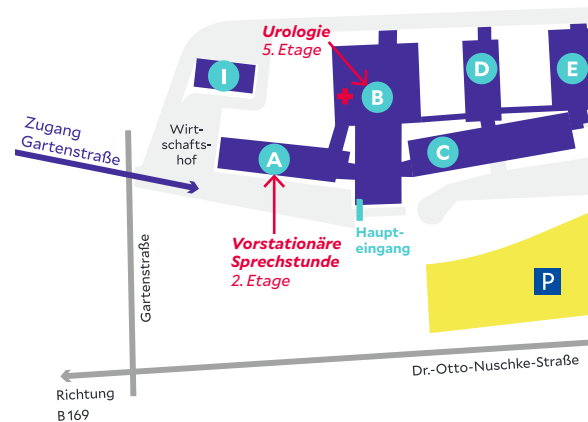 Urologie
5. Etage
D
E
I
B
Zugang
Gartenstraße
Wirt-
schafts-
hof
A
C
Vorstationäre
Sprechstunde
2. Etage
Haupt-
eingang
Gartenstraße
P
Dr.-Otto-Nuschke-Straße
Richtung
B 169